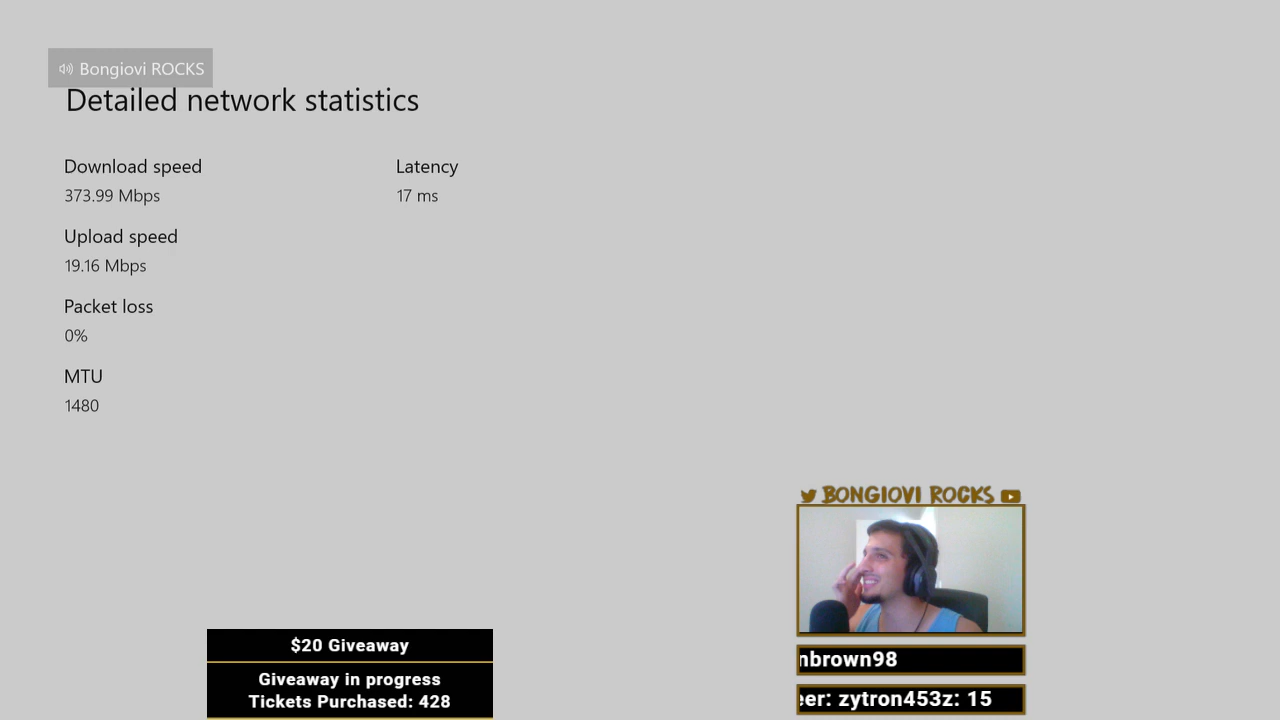 Bongiovi ROCKS
Detailed network statistics
Download speed
373.99 Mbps
Latency
17 ms
Upload speed
19.16 Mbps
Packet loss
0%
MTU
1480
BONGIOVI ROCKS
$20 Giveaway
Giveaway in progress
Tickets Purchased: 428
nbrown98
eer: zytron453z: 15